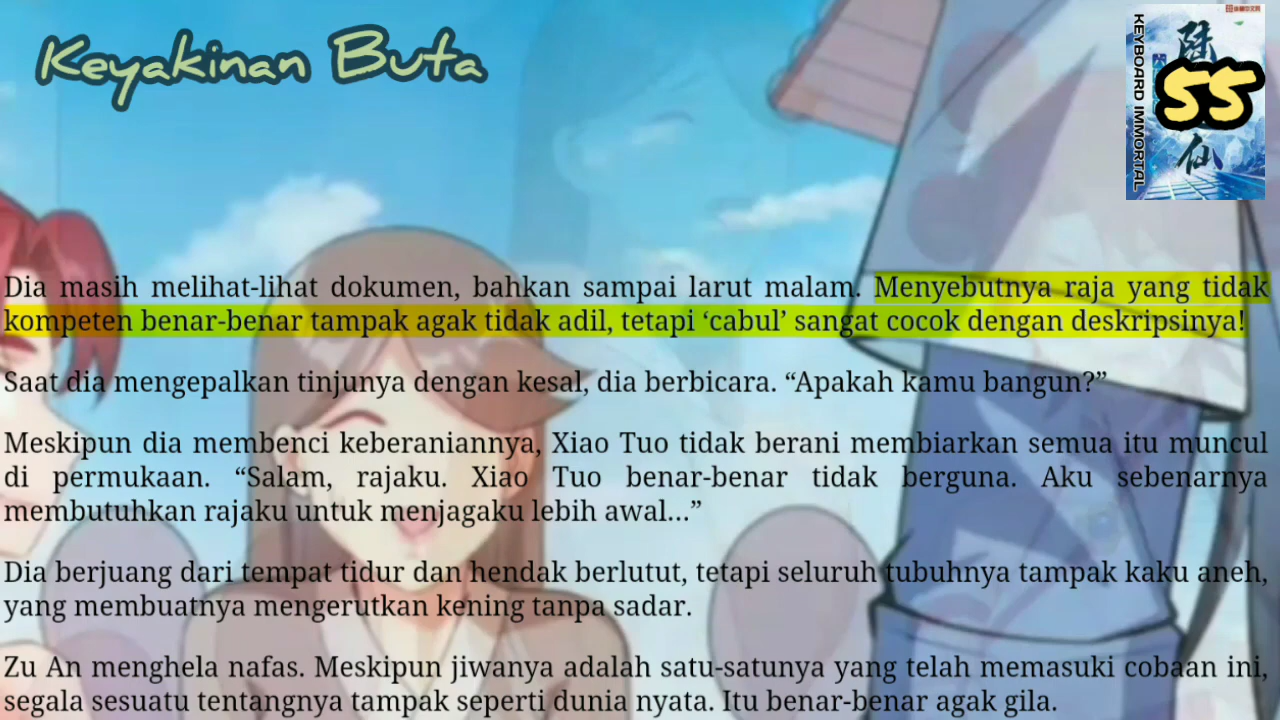 Keyakinan Buta
KEYBOARD IMMORTAL
55
Dia masih melihat-lihat dokumen, bahkan sampai larut malam. Menyebutnya raja yang tidak
kompeten benar-benar tampak agak tidak adil, tetapi ‘cabul’ sangat cocok dengan deskripsinya!
Saat dia mengepalkan tinjunya dengan kesal, dia berbicara. “Apakah kamu bangun?”
Meskipun dia membenci keberaniannya, Xiao Tuo tidak berani membiarkan semua itu muncul
di permukaan. “Salam, rajaku. Xiao Tuo benar-benar tidak berguna. Aku sebenarnya
membutuhkan rajaku untuk menjagaku lebih awal...”
Dia berjuang dari tempat tidur dan hendak berlutut, tetapi seluruh tubuhnya tampak kaku aneh,
yang membuatnya mengerutkan kening tanpa sadar.
Zu An menghela nafas. Meskipun jiwanya adalah satu-satunya yang telah memasuki cobaan ini,
segala sesuatu tentangnya tampak seperti dunia nyata. Itu benar-benar agak gila.